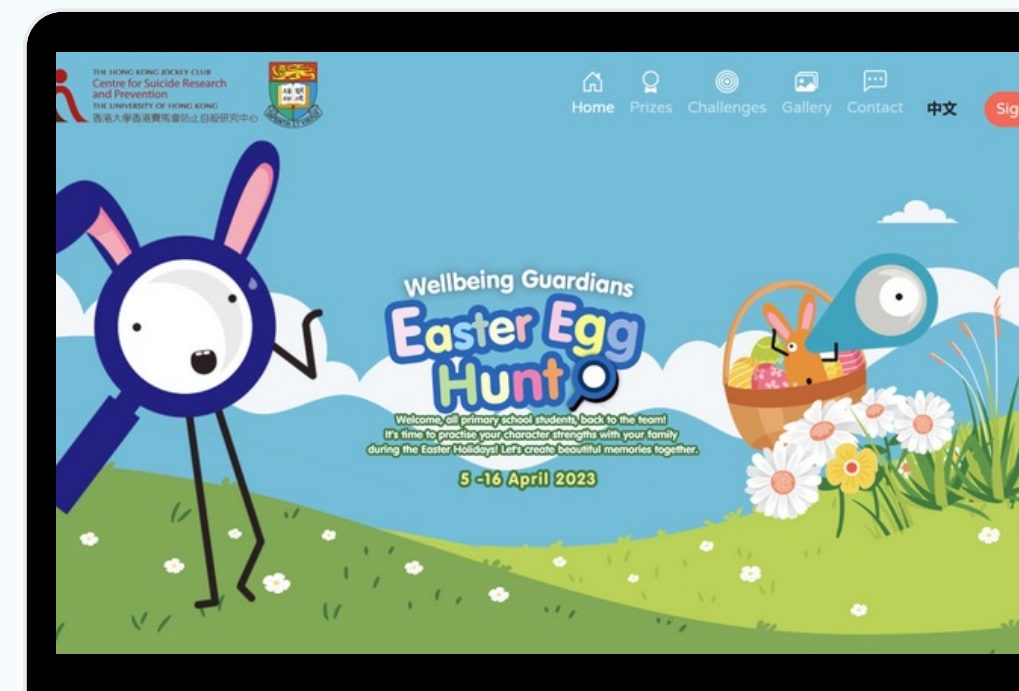 THE HONG KONG JOCKEY CLUB
Centre for Suicide Research
and Prevention
THE UNIVERSITY OF HONG KONG
香港大學香港賽馬會防止自殺研究中心
Home Prizes Challenges Gallery Contact 中文 Sig
Wellbeing Guardians
Easter Egg
Hunt
Welcome, all primary school students, back to the team!
It's time to practise your character strengths with your family
during the Easter Holidays! Let's create beautiful memories together.
5 -16 April 2023